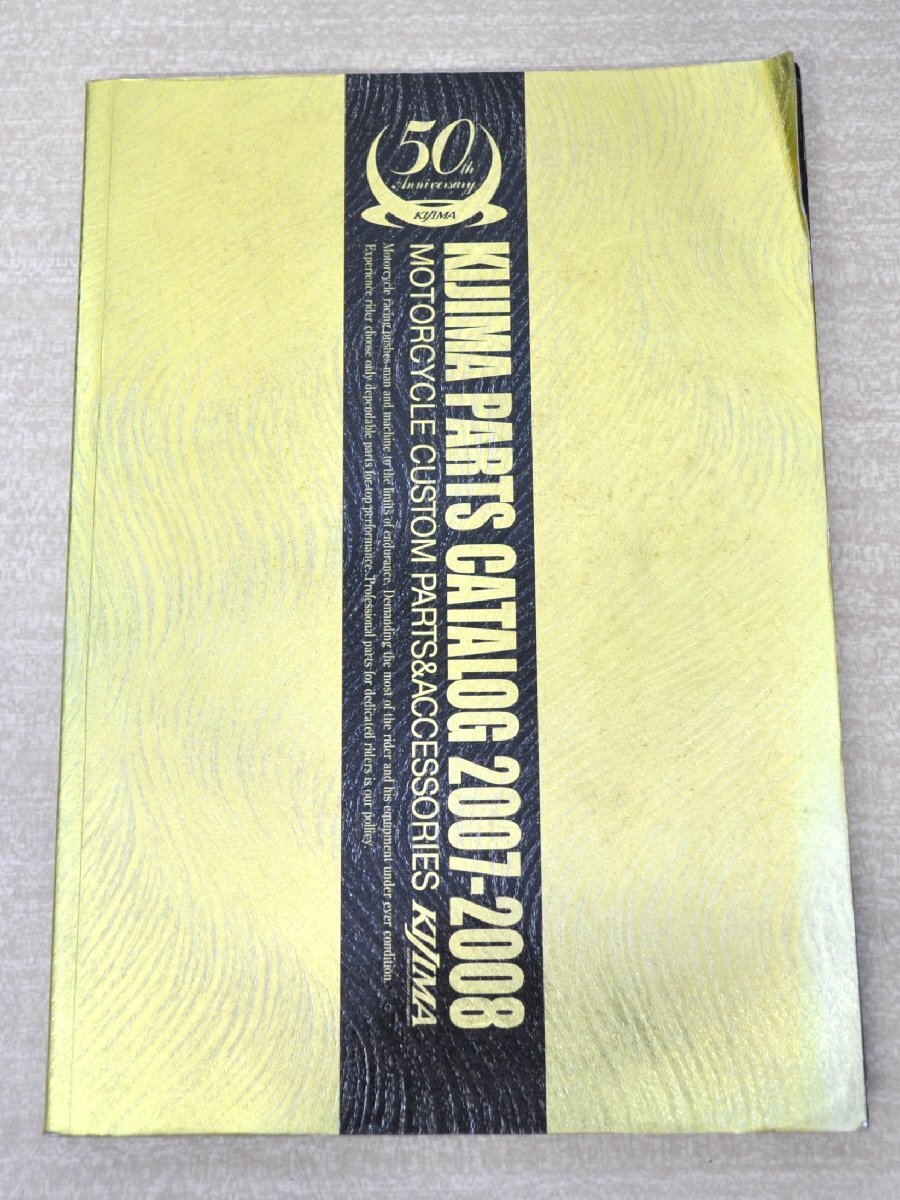 50th
Anniversary
KIJIMA
KIJIMA PARTS CATALOG 2007-2008
MOTORCYCLE CUSTOM PARTS&ACCESSORIES KIJIMA
Motorcycle racing pushes man and machine to the limits of endurance. Demanding the most of the rider and his equipment under ever condition.
Experience rider choose only dependable parts for top performance. Professional parts for dedicated riders is our pollicy.